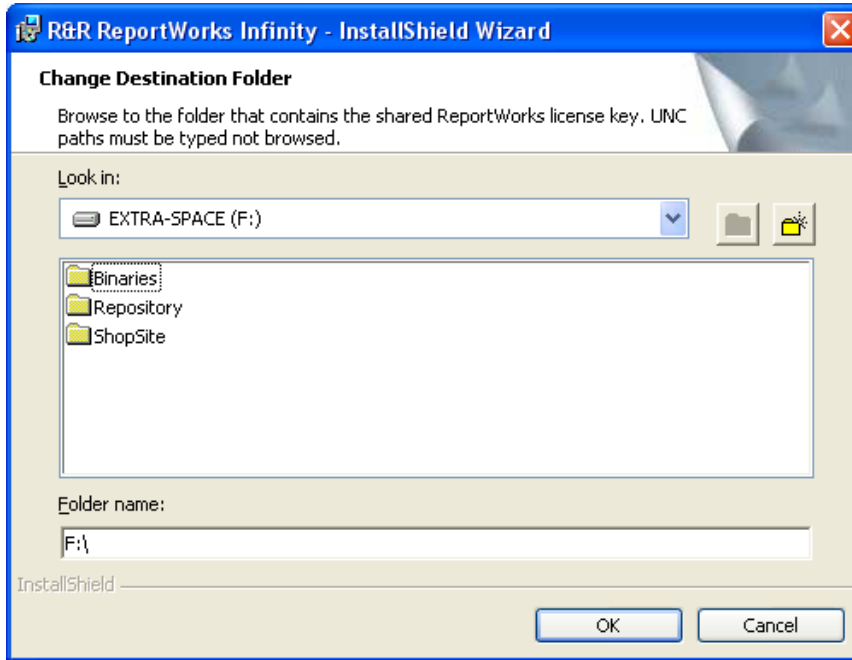 R&R ReportWorks Infinity - InstallShield Wizard
Change Destination Folder
Browse to the folder that contains the shared ReportWorks license key. UNC
paths must be typed not browsed.
Look in:
EXTRA-SPACE (F:)
Binaries
Repository
ShopSite
Folder name:
F:\
InstallShield
OK Cancel